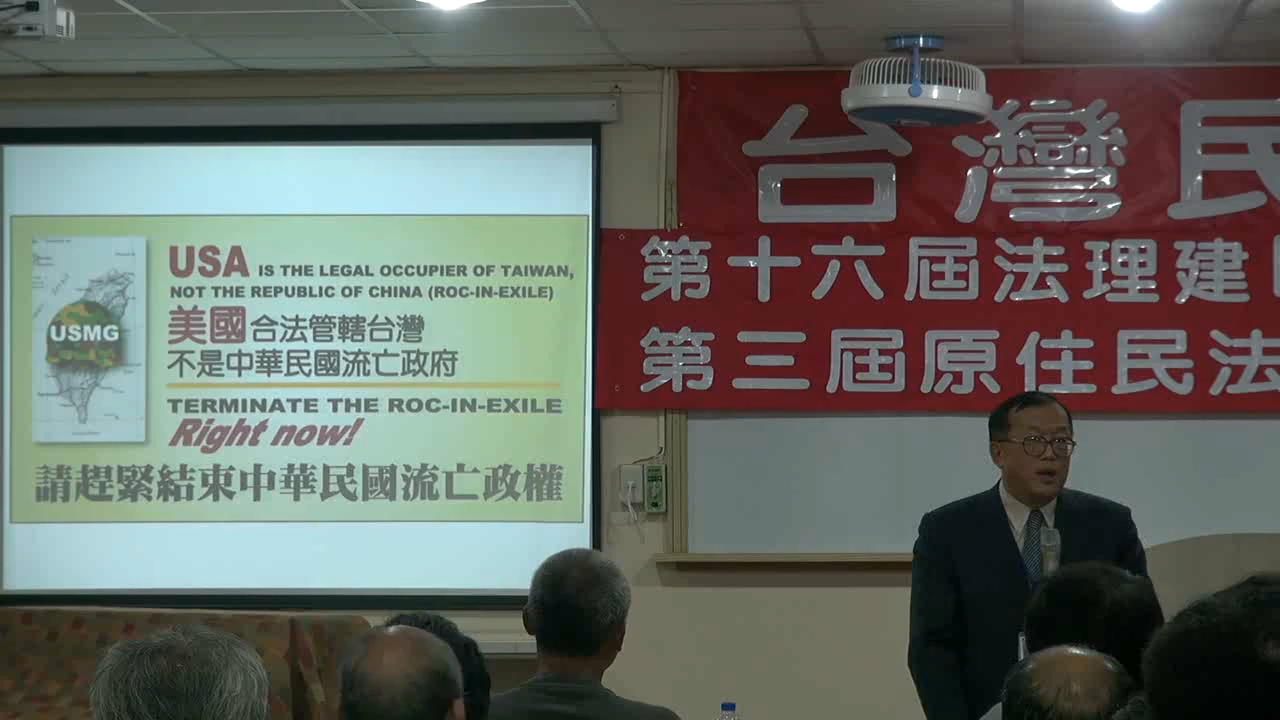 USA IS THE LEGAL OCCUPIER OF TAIWAN,
NOT THE REPUBLIC OF CHINA (ROC-IN-EXILE)
美國 合法管轄台灣
不是中華民國流亡政府
USMG
TERMINATE THE ROC-IN-EXILE
Right now!
請趕緊結束中華民國流亡政權
台灣民
第十六屆法理建
第三屆原住民法